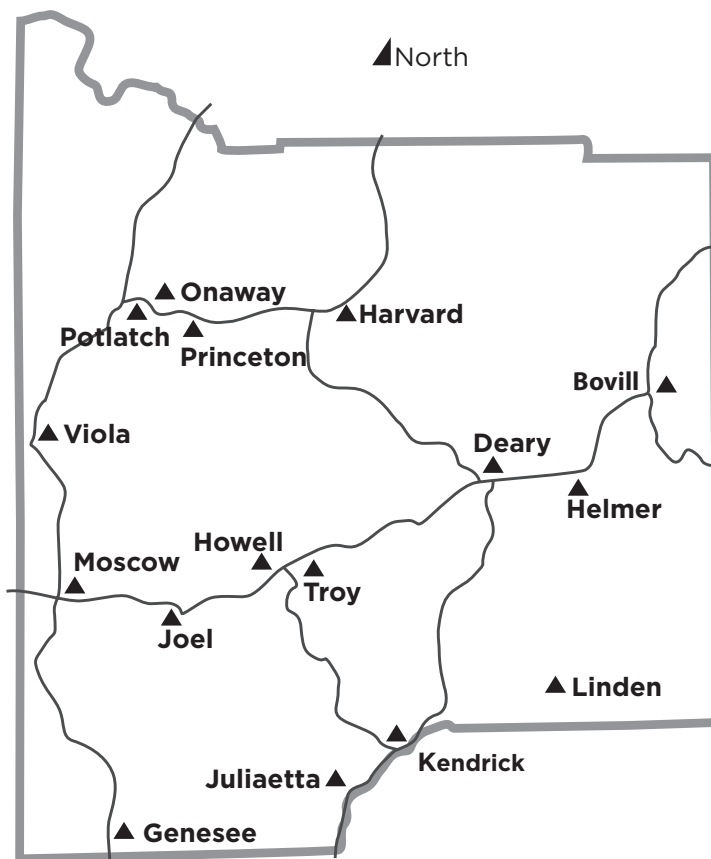 North
Onaway
Harvard
Potlatch
Princeton
Bovill
Viola
Deary
Helmer
Howell
Moscow
Troy
Joel
Linden
Kendrick
Juliaetta
Genesee